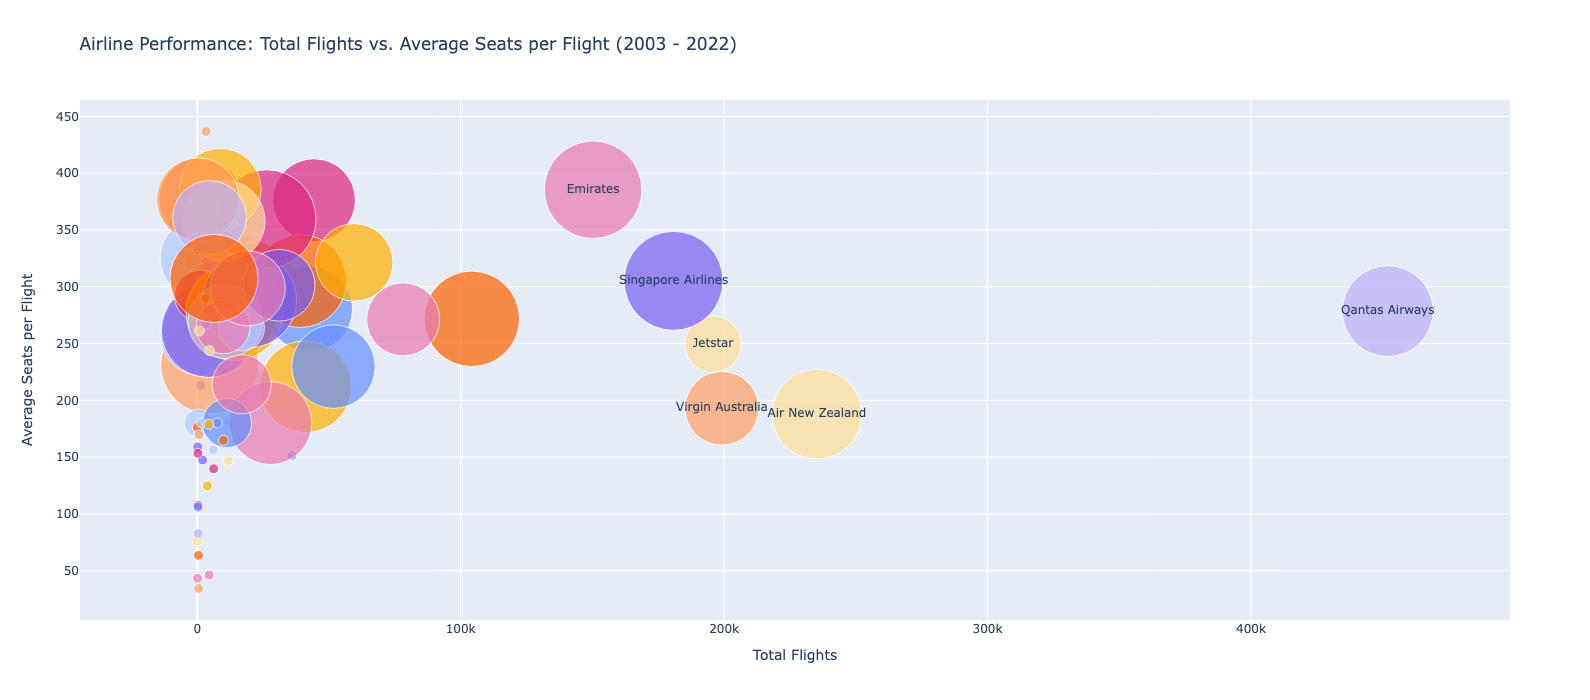 Airline Performance: Total Flights vs. Average Seats per Flight (2003 - 2022)
Average Seats per Flight
450
400
350
300
250
200
150
100
50
Emirates
Singapore Airlines
Qantas Airways
Jetstar
Virgin Australia
Air New Zealand
0
100k
200k
300k
400k
Total Flights